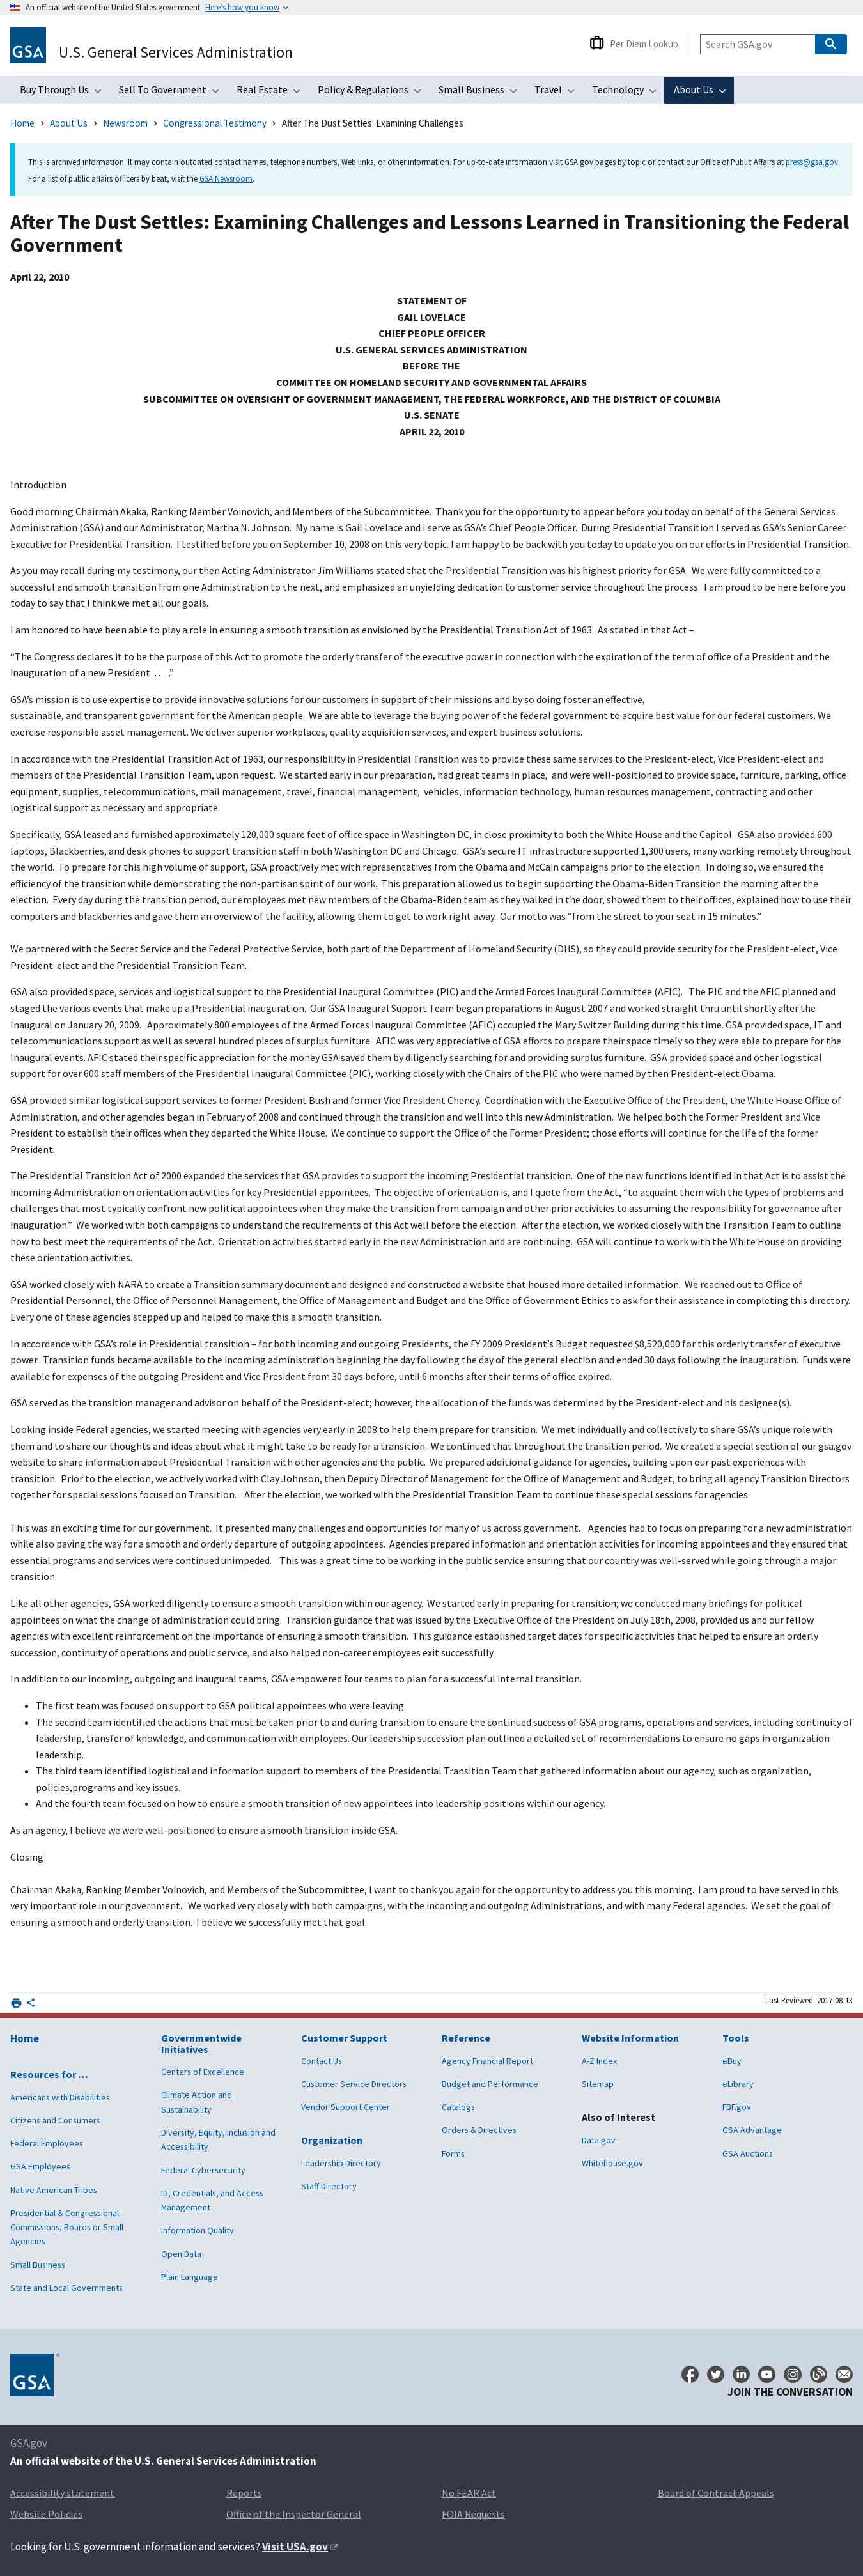 An official website of the United States government Here's how you know
GSA U.S. General Services Administration
Per Diem Lookup
Search GSA.gov
Buy Through Us Sell To Government Real Estate Policy & Regulations Small Business Travel Technology About Us
Home > About Us > Newsroom > Congressional Testimony > After The Dust Settles: Examining Challenges
This is archived information. It may contain outdated contact names, telephone numbers, Web links, or other information. For up-to-date information visit GSA.gov pages by topic or contact our Office of Public Affairs at press@gsa.gov.
For a list of public affairs officers by beat, visit the GSA Newsroom.
After The Dust Settles: Examining Challenges and Lessons Learned in Transitioning the Federal
Government
April 22, 2010
STATEMENT OF
GAIL LOVELACE
CHIEF PEOPLE OFFICER
U.S. GENERAL SERVICES ADMINISTRATION
BEFORE THE
COMMITTEE ON HOMELAND SECURITY AND GOVERNMENTAL AFFAIRS
SUBCOMMITTEE ON OVERSIGHT OF GOVERNMENT MANAGEMENT, THE FEDERAL WORKFORCE, AND THE DISTRICT OF COLUMBIA
U.S. SENATE
APRIL 22, 2010
Introduction
Good morning Chairman Akaka, Ranking Member Voinovich, and Members of the Subcommittee.  Thank you for the opportunity to appear before you today on behalf of the General Services
Administration (GSA) and our Administrator, Martha N. Johnson.  My name is Gail Lovelace and I serve as GSA's Chief People Officer.  During Presidential Transition I served as GSA's Senior Career
Executive for Presidential Transition.  I testified before you on September 10, 2008 on this very topic. I am happy to be back with you today to update you on our efforts in Presidential Transition.
As you may recall during my testimony, our then Acting Administrator Jim Williams stated that the Presidential Transition was his highest priority for GSA.  We were fully committed to a
successful and smooth transition from one Administration to the next, and emphasized an unyielding dedication to customer service throughout the process.  I am proud to be here before you
today to say that I think we met all our goals.
I am honored to have been able to play a role in ensuring a smooth transition as envisioned by the Presidential Transition Act of 1963.  As stated in that Act –
“The Congress declares it to be the purpose of this Act to promote the orderly transfer of the executive power in connection with the expiration of the term of office of a President and the
inauguration of a new President……”
GSA's mission is to use expertise to provide innovative solutions for our customers in support of their missions and by so doing foster an effective,
sustainable, and transparent government for the American people.  We are able to leverage the buying power of the federal government to acquire best value for our federal customers. We
exercise responsible asset management. We deliver superior workplaces, quality acquisition services, and expert business solutions.
In accordance with the Presidential Transition Act of 1963, our responsibility in Presidential Transition was to provide these same services to the President-elect, Vice President-elect and
members of the Presidential Transition Team, upon request.  We started early in our preparation, had great teams in place,  and were well-positioned to provide space, furniture, parking, office
equipment, supplies, telecommunications, mail management, travel, financial management,  vehicles, information technology, human resources management, contracting and other
logistical support as necessary and appropriate.
Specifically, GSA leased and furnished approximately 120,000 square feet of office space in Washington DC, in close proximity to both the White House and the Capitol.  GSA also provided 600
laptops, Blackberries, and desk phones to support transition staff in both Washington DC and Chicago.  GSA's secure IT infrastructure supported 1,300 users, many working remotely throughout
the world.  To prepare for this high volume of support, GSA proactively met with representatives from the Obama and McCain campaigns prior to the election.  In doing so, we ensured the
efficiency of the transition while demonstrating the non-partisan spirit of our work.  This preparation allowed us to begin supporting the Obama-Biden Transition the morning after the
election.  Every day during the transition period, our employees met new members of the Obama-Biden team as they walked in the door, showed them to their offices, explained how to use their
computers and blackberries and gave them an overview of the facility, allowing them to get to work right away.  Our motto was “from the street to your seat in 15 minutes.”
We partnered with the Secret Service and the Federal Protective Service, both part of the Department of Homeland Security (DHS), so they could provide security for the President-elect, Vice
President-elect and the Presidential Transition Team.
GSA also provided space, services and logistical support to the Presidential Inaugural Committee (PIC) and the Armed Forces Inaugural Committee (AFIC).   The PIC and the AFIC planned and
staged the various events that make up a Presidential inauguration.  Our GSA Inaugural Support Team began preparations in August 2007 and worked straight thru until shortly after the
Inaugural on January 20, 2009.   Approximately 800 employees of the Armed Forces Inaugural Committee (AFIC) occupied the Mary Switzer Building during this time. GSA provided space, IT and
telecommunications support as well as several hundred pieces of surplus furniture.  AFIC was very appreciative of GSA efforts to prepare their space timely so they were able to prepare for the
Inaugural events. AFIC stated their specific appreciation for the money GSA saved them by diligently searching for and providing surplus furniture.  GSA provided space and other logistical
support for over 600 staff members of the Presidential Inaugural Committee (PIC), working closely with the Chairs of the PIC who were named by then President-elect Obama.
GSA provided similar logistical support services to former President Bush and former Vice President Cheney.  Coordination with the Executive Office of the President, the White House Office of
Administration, and other agencies began in February of 2008 and continued through the transition and well into this new Administration.  We helped both the Former President and Vice
President to establish their offices when they departed the White House.  We continue to support the Office of the Former President; those efforts will continue for the life of the former
President.
The Presidential Transition Act of 2000 expanded the services that GSA provides to support the incoming Presidential transition.  One of the new functions identified in that Act is to assist the
incoming Administration on orientation activities for key Presidential appointees.  The objective of orientation is, and I quote from the Act, “to acquaint them with the types of problems and
challenges that most typically confront new political appointees when they make the transition from campaign and other prior activities to assuming the responsibility for governance after
inauguration.”  We worked with both campaigns to understand the requirements of this Act well before the election.  After the election, we worked closely with the Transition Team to outline
how to best meet the requirements of the Act.  Orientation activities started early in the new Administration and are continuing.  GSA will continue to work with the White House on providing
these orientation activities.
GSA worked closely with NARA to create a Transition summary document and designed and constructed a website that housed more detailed information.  We reached out to Office of
Presidential Personnel, the Office of Personnel Management, the Office of Management and Budget and the Office of Government Ethics to ask for their assistance in completing this directory.
Every one of these agencies stepped up and helped to make this a smooth transition.
In accordance with GSA's role in Presidential transition – for both incoming and outgoing Presidents, the FY 2009 President's Budget requested $8,520,000 for this orderly transfer of executive
power.  Transition funds became available to the incoming administration beginning the day following the day of the general election and ended 30 days following the inauguration.  Funds were
available for expenses of the outgoing President and Vice President from 30 days before, until 6 months after their terms of office expired.
GSA served as the transition manager and advisor on behalf of the President-elect; however, the allocation of the funds was determined by the President-elect and his designee(s).
Looking inside Federal agencies, we started meeting with agencies very early in 2008 to help them prepare for transition.  We met individually and collectively to share GSA's unique role with
them and to share our thoughts and ideas about what it might take to be ready for a transition.  We continued that throughout the transition period.  We created a special section of our gsa.gov
website to share information about Presidential Transition with other agencies and the public.  We prepared additional guidance for agencies, building upon our past experiences with
transition.  Prior to the election, we actively worked with Clay Johnson, then Deputy Director of Management for the Office of Management and Budget, to bring all agency Transition Directors
together for special sessions focused on Transition.   After the election, we worked with the Presidential Transition Team to continue these special sessions for agencies.
This was an exciting time for our government.  It presented many challenges and opportunities for many of us across government.   Agencies had to focus on preparing for a new administration
while also paving the way for a smooth and orderly departure of outgoing appointees.  Agencies prepared information and orientation activities for incoming appointees and they ensured that
essential programs and services were continued unimpeded.   This was a great time to be working in the public service ensuring that our country was well-served while going through a major
transition.
Like all other agencies, GSA worked diligently to ensure a smooth transition within our agency.  We started early in preparing for transition; we conducted many briefings for political
appointees on what the change of administration could bring.  Transition guidance that was issued by the Executive Office of the President on July 18th, 2008, provided us and our fellow
agencies with excellent reinforcement on the importance of ensuring a smooth transition.  This guidance established target dates for specific activities that helped to ensure an orderly
succession, continuity of operations and public service, and also helped non-career employees exit successfully.
In addition to our incoming, outgoing and inaugural teams, GSA empowered four teams to plan for a successful internal transition.
• The first team was focused on support to GSA political appointees who were leaving.
• The second team identified the actions that must be taken prior to and during transition to ensure the continued success of GSA programs, operations and services, including continuity of
leadership, transfer of knowledge, and communication with employees. Our leadership succession plan outlined a detailed set of recommendations to ensure no gaps in organization
leadership.
• The third team identified logistical and information support to members of the Presidential Transition Team that gathered information about our agency, such as organization,
policies,programs and key issues.
• And the fourth team focused on how to ensure a smooth transition of new appointees into leadership positions within our agency.
As an agency, I believe we were well-positioned to ensure a smooth transition inside GSA.
Closing
Chairman Akaka, Ranking Member Voinovich, and Members of the Subcommittee, I want to thank you again for the opportunity to address you this morning.  I am proud to have served in this
very important role in our government.   We worked very closely with both campaigns, with the incoming and outgoing Administrations, and with many Federal agencies.  We set the goal of
ensuring a smooth and orderly transition.  I believe we successfully met that goal.
Last Reviewed: 2017-08-13
Home
Resources for …
Americans with Disabilities
Citizens and Consumers
Federal Employees
GSA Employees
Native American Tribes
Presidential & Congressional
Commissions, Boards or Small
Agencies
Small Business
State and Local Governments
Governmentwide
Initiatives
Centers of Excellence
Climate Action and
Sustainability
Diversity, Equity, Inclusion and
Accessibility
Federal Cybersecurity
ID, Credentials, and Access
Management
Information Quality
Open Data
Plain Language
Customer Support
Contact Us
Customer Service Directors
Vendor Support Center
Organization
Leadership Directory
Staff Directory
Reference
Agency Financial Report
Budget and Performance
Catalogs
Orders & Directives
Forms
Website Information
A-Z Index
Sitemap
Also of Interest
Data.gov
Whitehouse.gov
Tools
eBuy
eLibrary
FBF.gov
GSA Advantage
GSA Auctions
GSA
JOIN THE CONVERSATION
GSA.gov
An official website of the U.S. General Services Administration
Accessibility statement Reports No FEAR Act Board of Contract Appeals
Website Policies Office of the Inspector General FOIA Requests
Looking for U.S. government information and services? Visit USA.gov